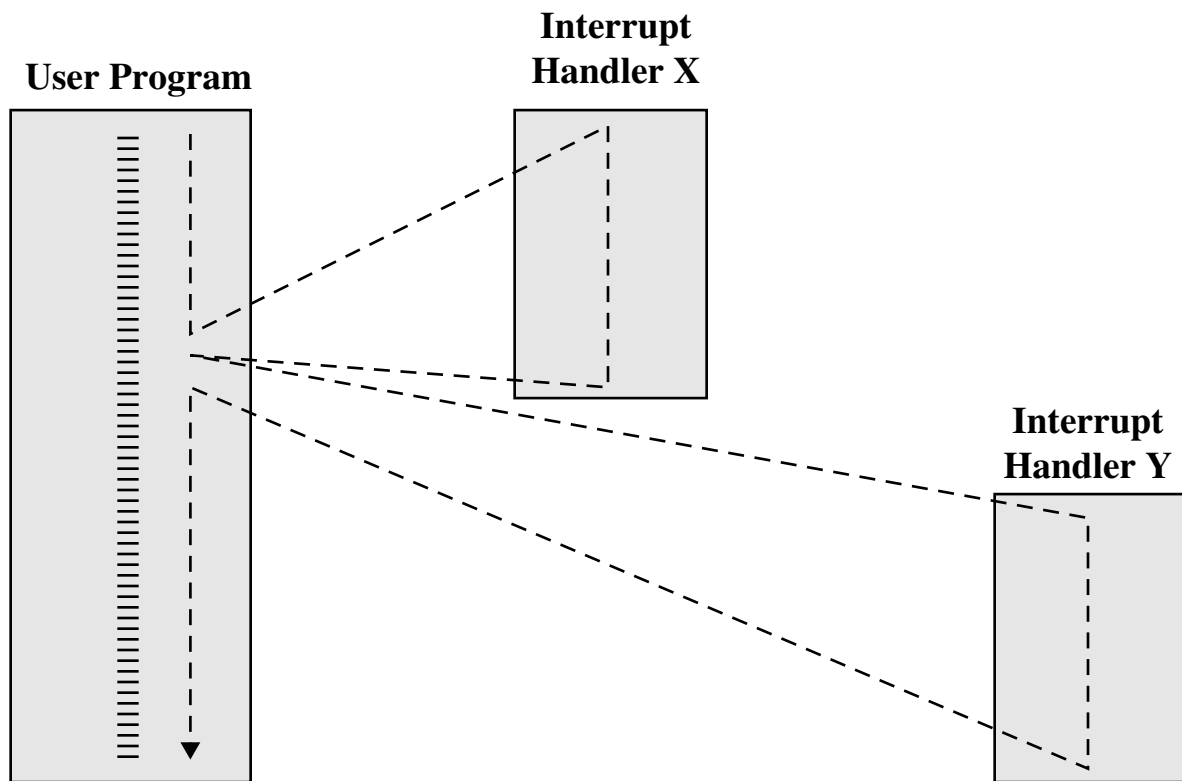 User Program
Interrupt
Handler X
Interrupt
Handler Y